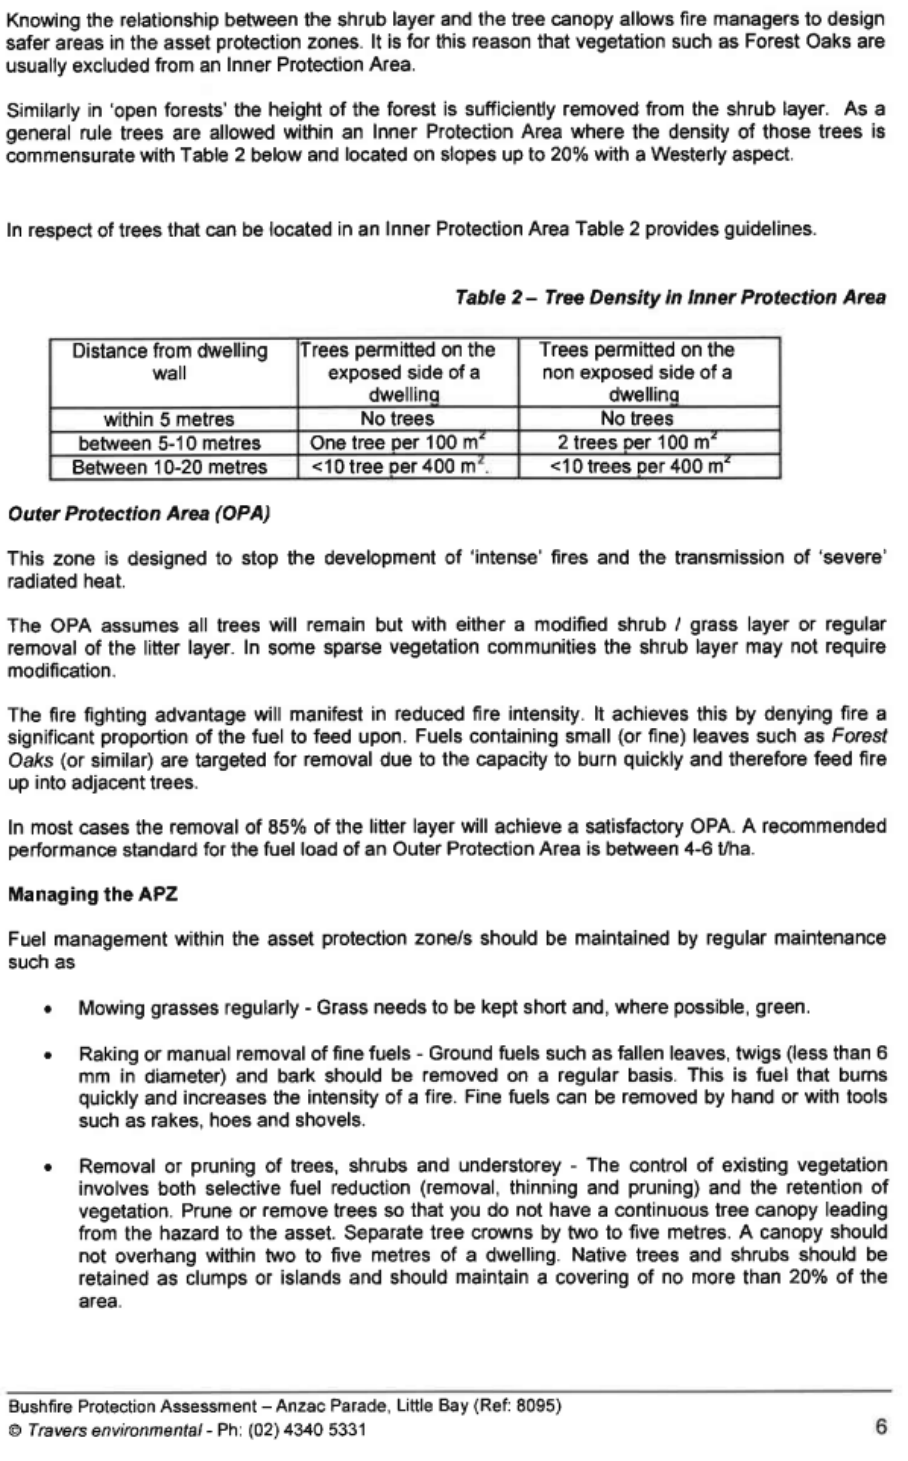 Knowing the relationship between the shrub layer and the tree canopy allows fire managers to design
safer areas in the asset protection zones. It is for this reason that vegetation such as Forest Oaks are
usually excluded from an Inner Protection Area.
Similarly in 'open forests' the height of the forest is sufficiently removed from the shrub layer. As a
general rule trees are allowed within an Inner Protection Area where the density of those trees is
commensurate with Table 2 below and located on slopes up to 20% with a Westerly aspect.
In respect of trees that can be located in an Inner Protection Area Table 2 provides guidelines.
Table 2 – Tree Density in Inner Protection Area
Distance from dwelling wall | Trees permitted on the exposed side of a dwelling | Trees permitted on the non exposed side of a dwelling
within 5 metres | No trees | No trees
between 5-10 metres | One tree per 100 m² | 2 trees per 100 m²
Between 10-20 metres | <10 tree per 400 m². | <10 trees per 400 m²
Outer Protection Area (OPA)
This zone is designed to stop the development of 'intense' fires and the transmission of 'severe'
radiated heat.
The OPA assumes all trees will remain but with either a modified shrub / grass layer or regular
removal of the litter layer. In some sparse vegetation communities the shrub layer may not require
modification.
The fire fighting advantage will manifest in reduced fire intensity. It achieves this by denying fire a
significant proportion of the fuel to feed upon. Fuels containing small (or fine) leaves such as Forest
Oaks (or similar) are targeted for removal due to the capacity to burn quickly and therefore feed fire
up into adjacent trees.
In most cases the removal of 85% of the litter layer will achieve a satisfactory OPA. A recommended
performance standard for the fuel load of an Outer Protection Area is between 4-6 t/ha.
Managing the APZ
Fuel management within the asset protection zone/s should be maintained by regular maintenance
such as
• Mowing grasses regularly - Grass needs to be kept short and, where possible, green.
• Raking or manual removal of fine fuels - Ground fuels such as fallen leaves, twigs (less than 6
mm in diameter) and bark should be removed on a regular basis. This is fuel that burns
quickly and increases the intensity of a fire. Fine fuels can be removed by hand or with tools
such as rakes, hoes and shovels.
• Removal or pruning of trees, shrubs and understorey - The control of existing vegetation
involves both selective fuel reduction (removal, thinning and pruning) and the retention of
vegetation. Prune or remove trees so that you do not have a continuous tree canopy leading
from the hazard to the asset. Separate tree crowns by two to five metres. A canopy should
not overhang within two to five metres of a dwelling. Native trees and shrubs should be
retained as clumps or islands and should maintain a covering of no more than 20% of the
area.
Bushfire Protection Assessment – Anzac Parade, Little Bay (Ref: 8095)
© Travers environmental - Ph: (02) 4340 5331
6